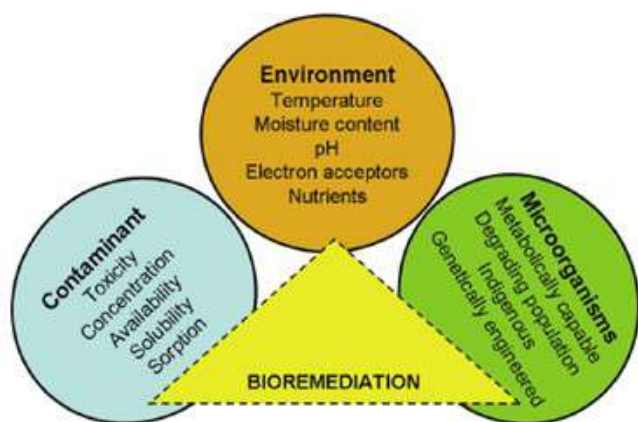 Environment
Temperature
Moisture content
pH
Electron acceptors
Nutrients
Contaminant
Toxicity
Concentration
Availability
Solubility
Sorption
Microorganisms
Metabolically capable
Degrading population
Indigenous
Genetically engineered
BIOREMEDIATION